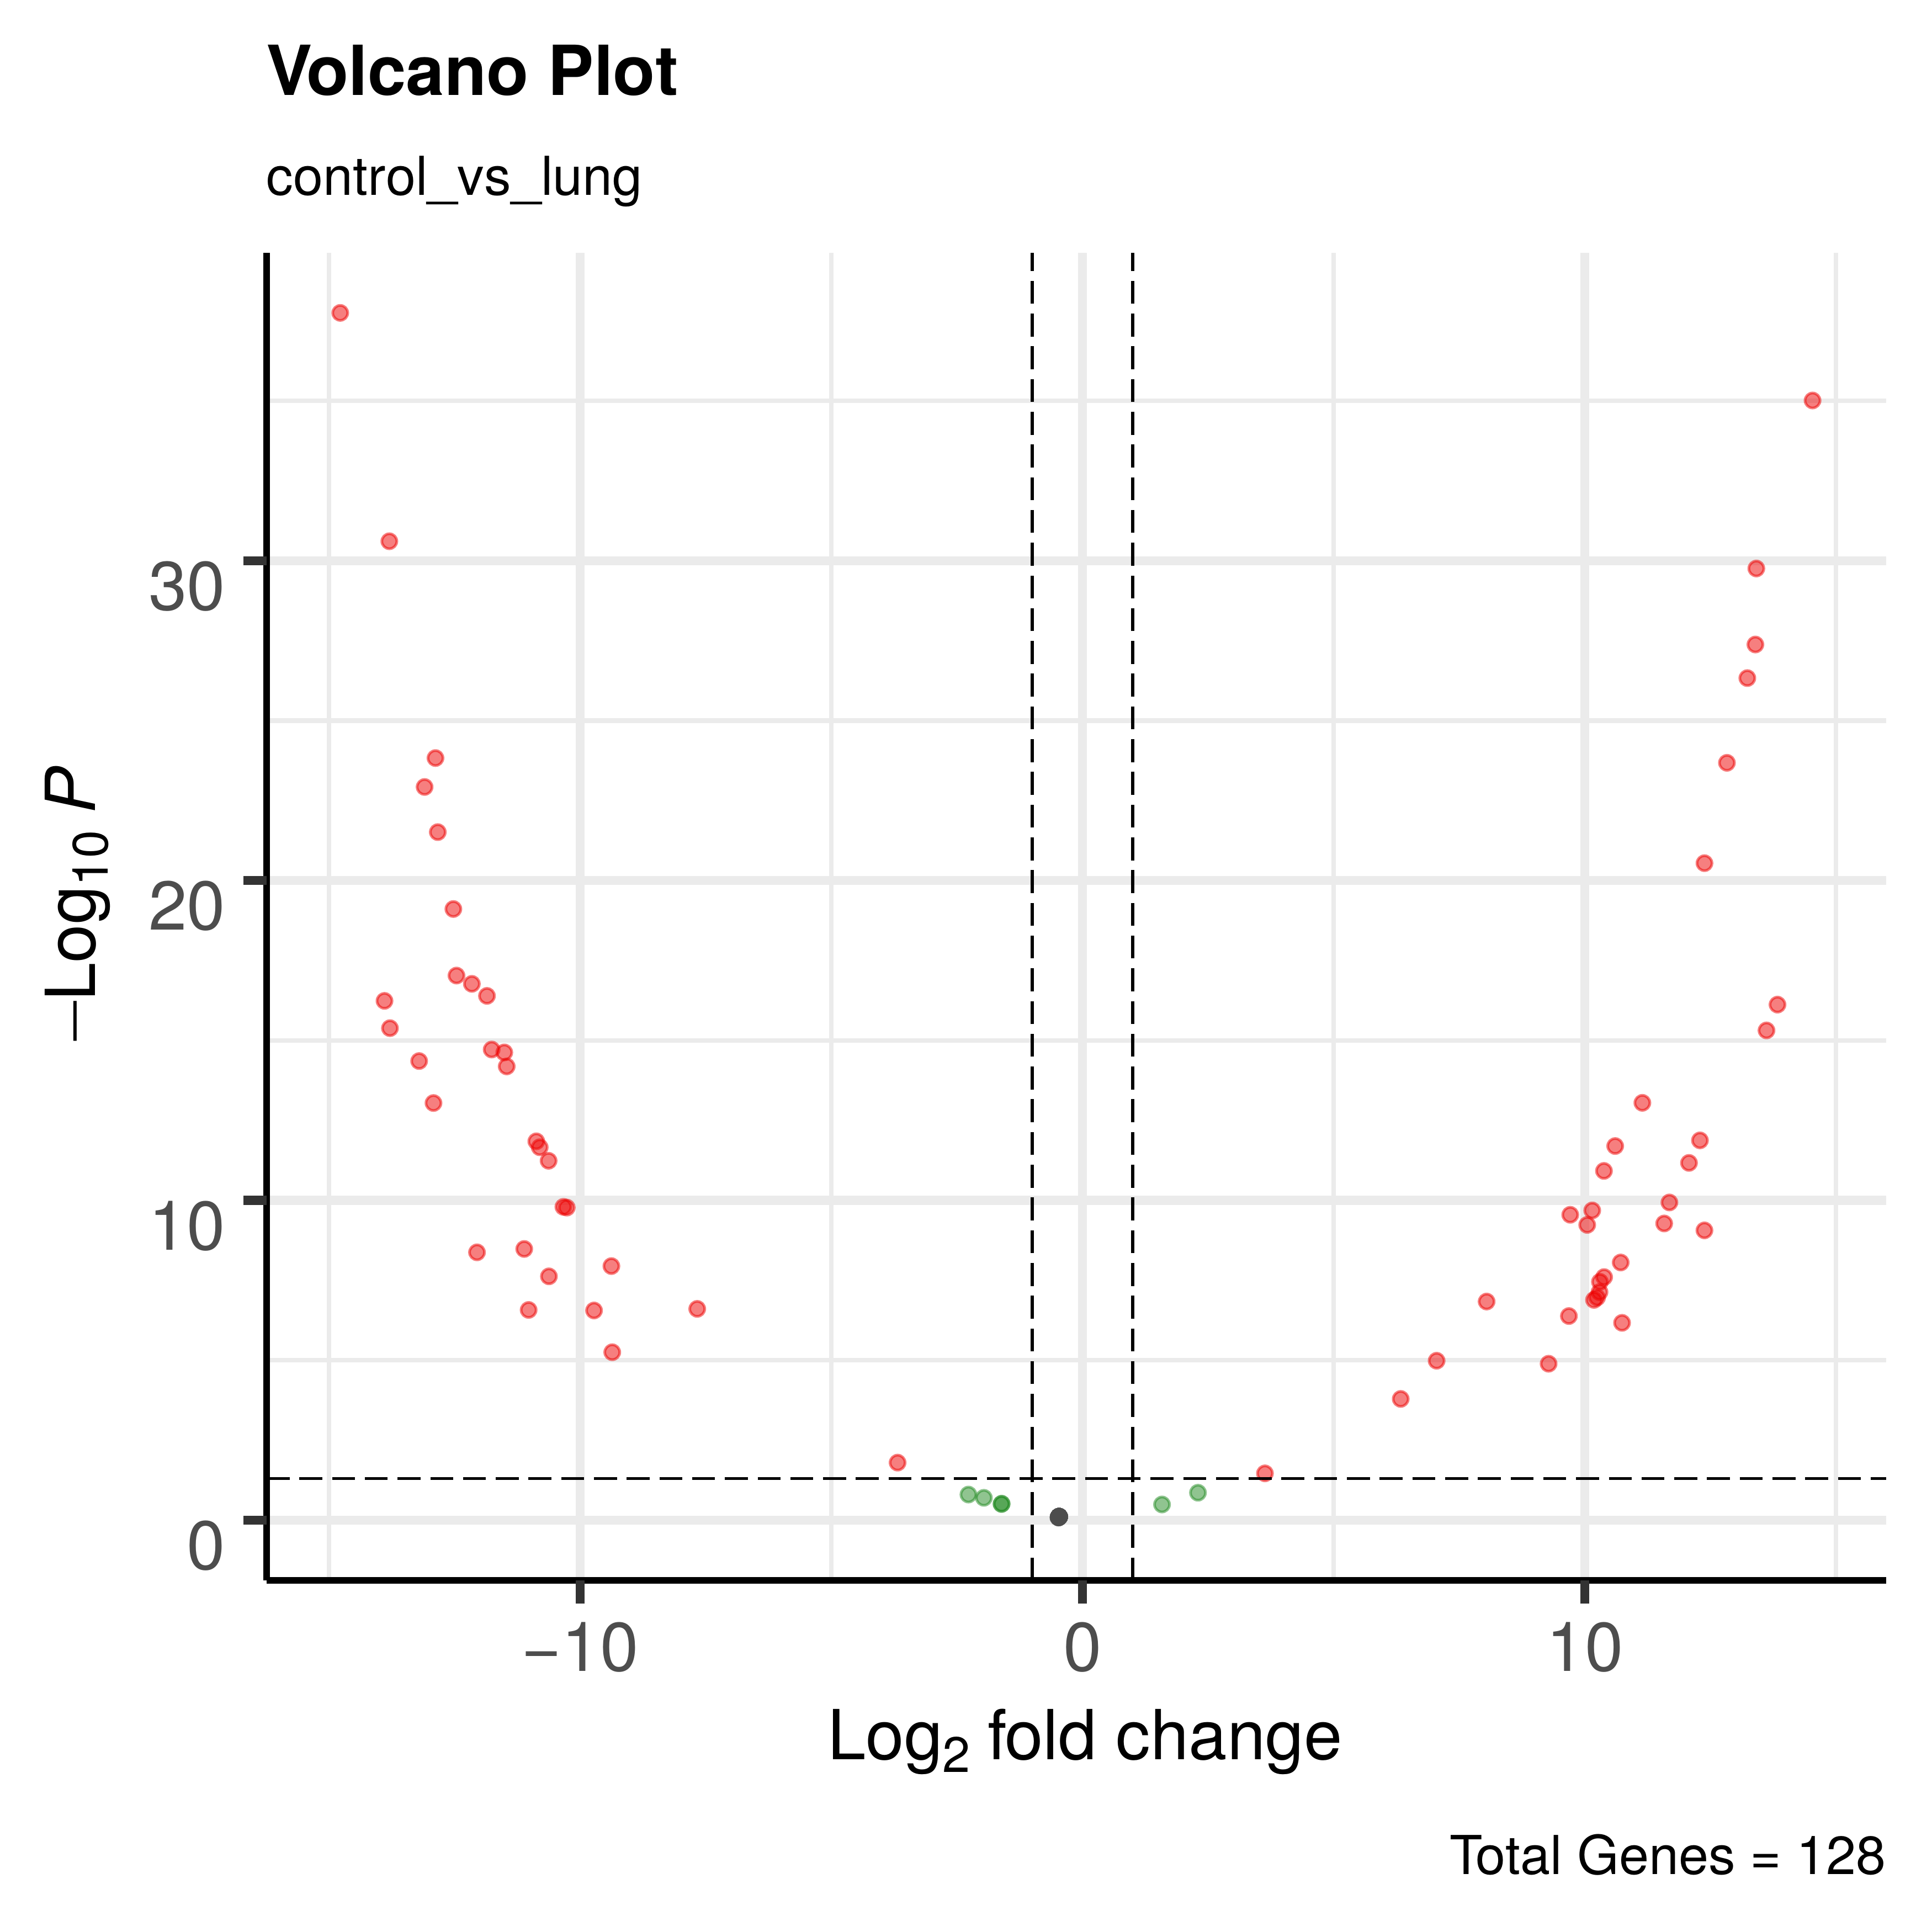 Volcano Plot
control_vs_lung
30
20
10
0
−Log10 P
−10
0
10
Log2 fold change
Total Genes = 128